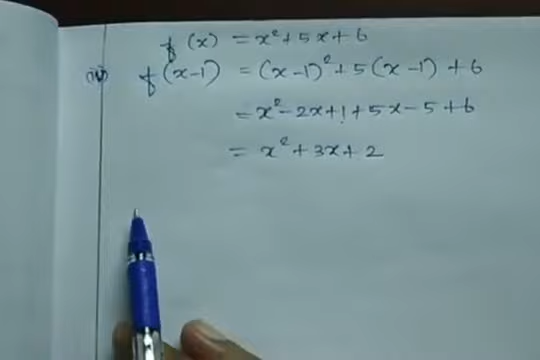 f(x) = x² + 5x + 6
(iv) f(x-1) = (x-1)² + 5(x-1) + 6
= x² - 2x + 1 + 5x - 5 + 6
= x² + 3x + 2